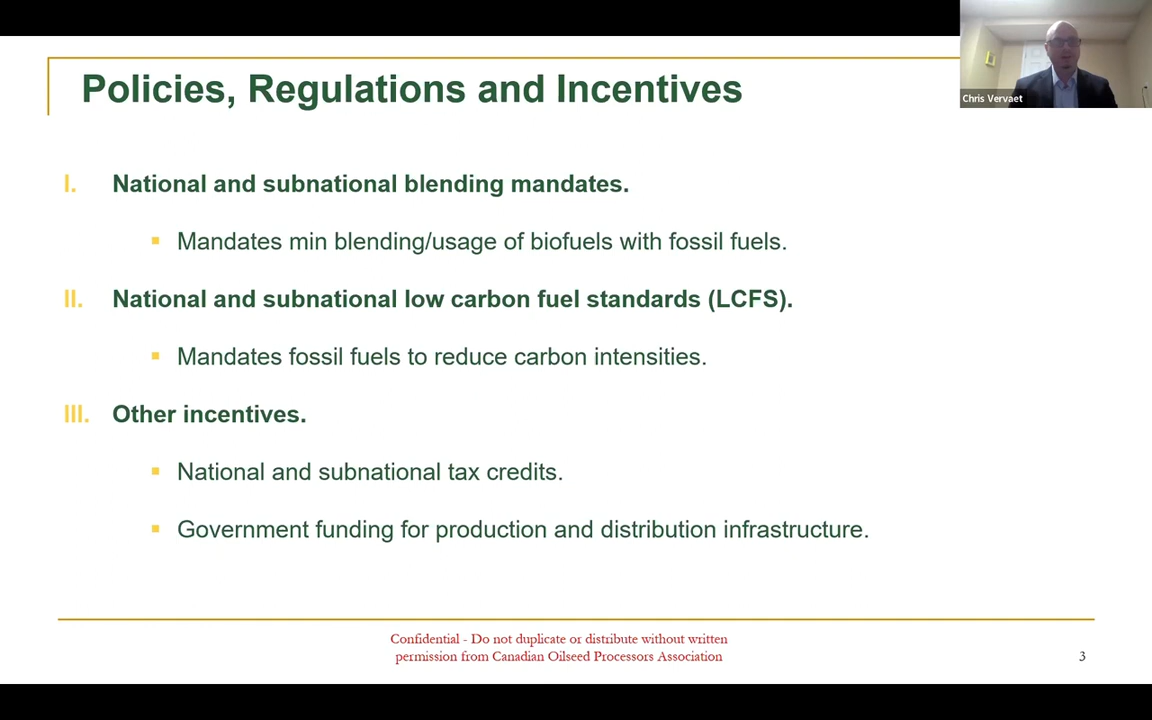 Policies, Regulations and Incentives
Chris Vervaet
I. National and subnational blending mandates.
▪ Mandates min blending/usage of biofuels with fossil fuels.
II. National and subnational low carbon fuel standards (LCFS).
▪ Mandates fossil fuels to reduce carbon intensities.
III. Other incentives.
▪ National and subnational tax credits.
▪ Government funding for production and distribution infrastructure.
Confidential - Do not duplicate or distribute without written
permission from Canadian Oilseed Processors Association
3